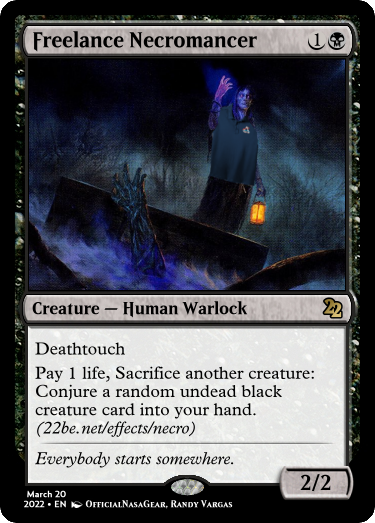 Freelance Necromancer 1
Creature — Human Warlock 22
Deathtouch
Pay 1 life, Sacrifice another creature:
Conjure a random undead black
creature card into your hand.
(22be.net/effects/necro)
Everybody starts somewhere.
2/2
March 20
2022 • EN OfficialNasaGear, Randy Vargas